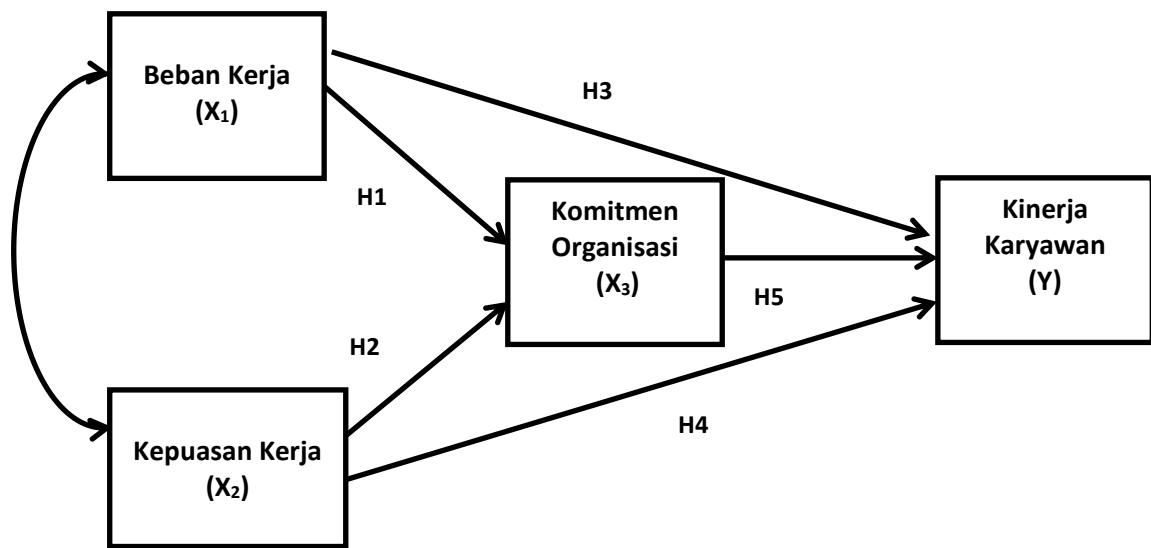 Beban Kerja
(X₁)
H3
H1
Komitmen
Organisasi
(X₃)
Kinerja
Karyawan
(Y)
H5
H2
H4
Kepuasan Kerja
(X₂)